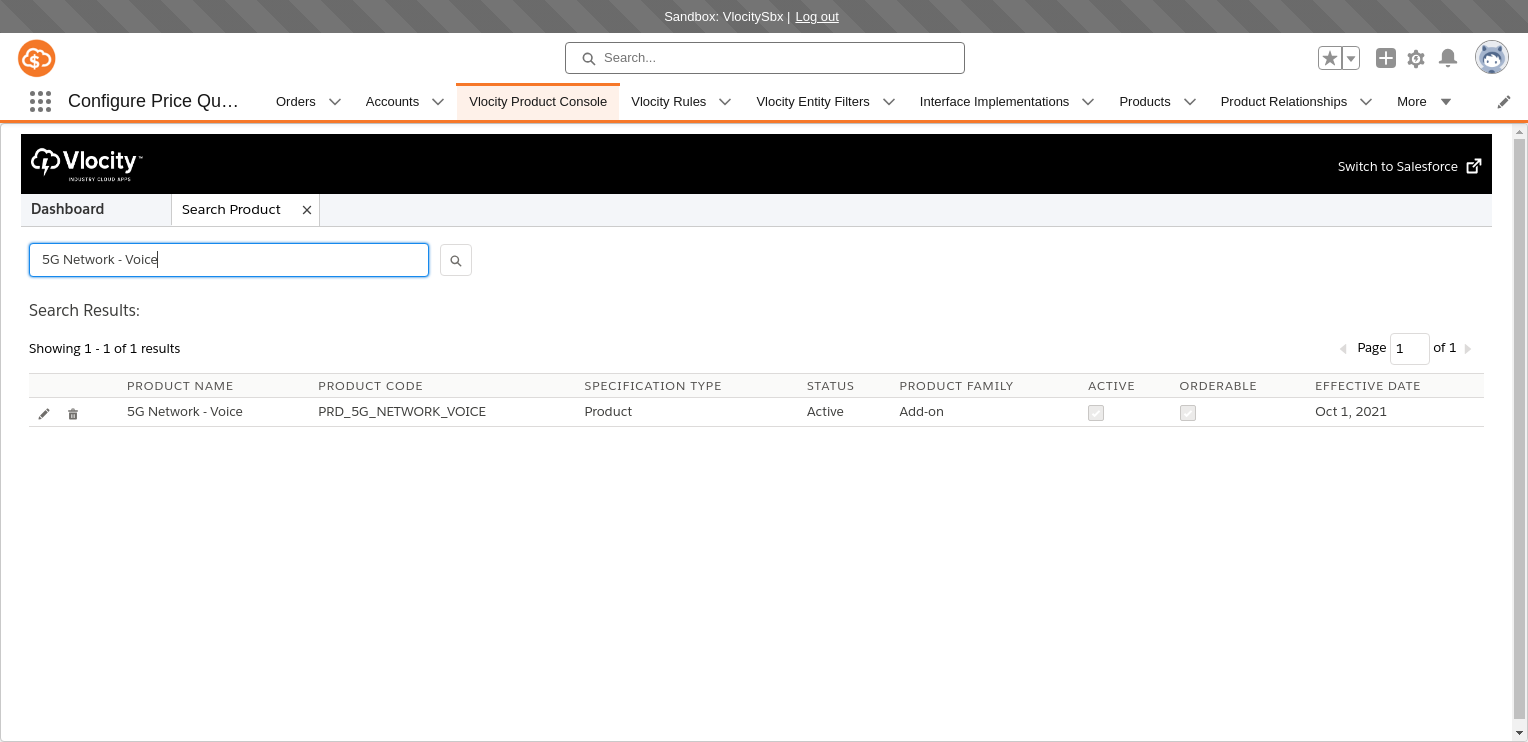 Sandbox: VlocitySbx | Log out
Search...
Configure Price Qu...
Orders Accounts Vlocity Product Console Vlocity Rules Vlocity Entity Filters Interface Implementations Products Product Relationships More
Vlocity™
INDUSTRY CLOUD APPS
Switch to Salesforce
Dashboard Search Product
5G Network - Voice
Search Results:
Showing 1 - 1 of 1 results
Page 1 of 1
PRODUCT NAME PRODUCT CODE SPECIFICATION TYPE STATUS PRODUCT FAMILY ACTIVE ORDERABLE EFFECTIVE DATE
5G Network - Voice PRD_5G_NETWORK_VOICE Product Active Add-on Oct 1, 2021